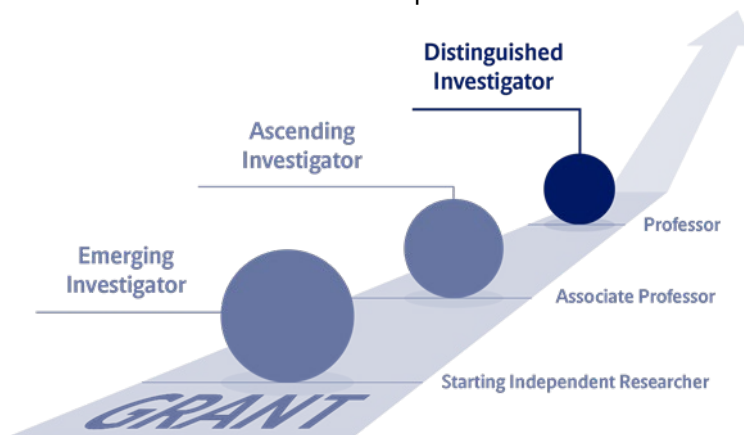 Distinguished
Investigator
Ascending
Investigator
Professor
Emerging
Investigator
Associate Professor
Starting Independent Researcher
GRANT